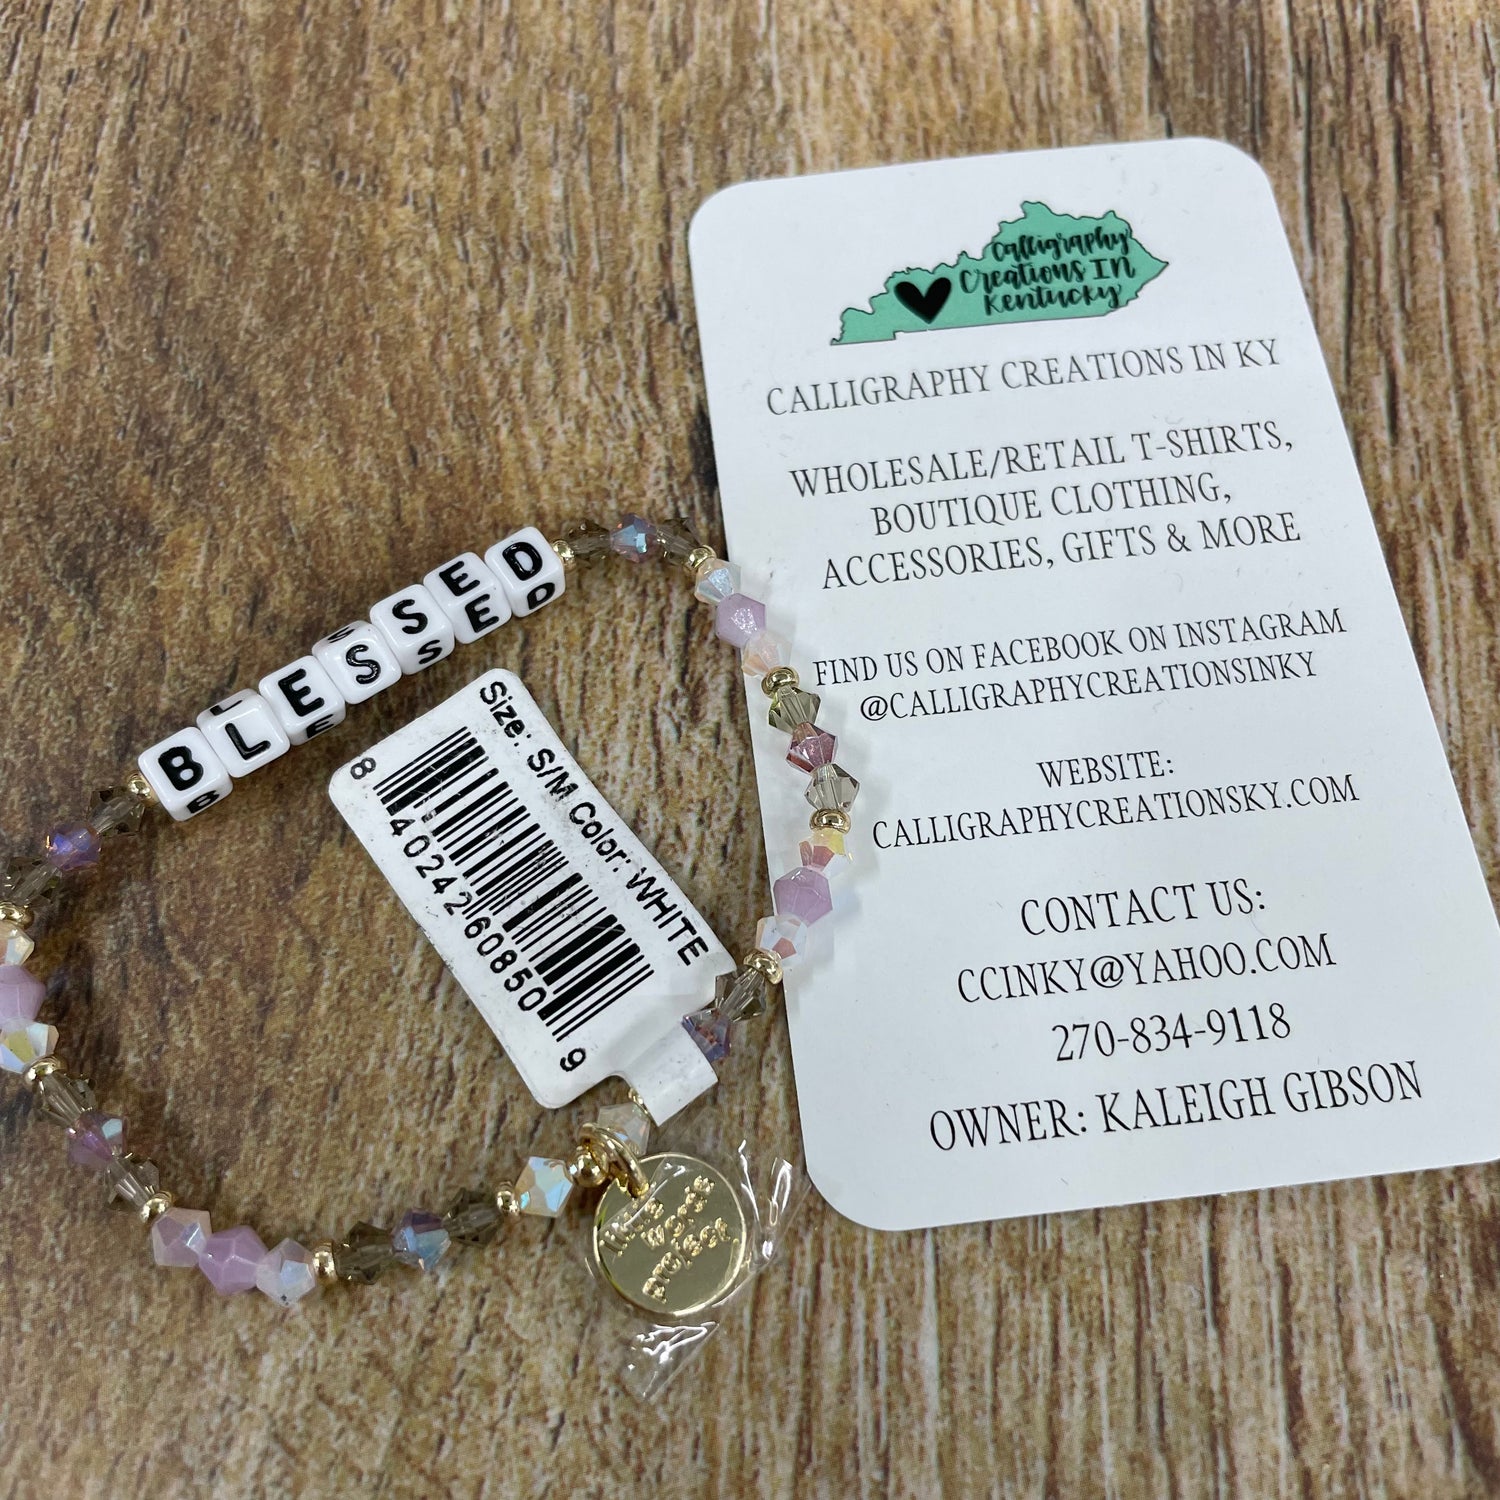 BLESSED
Size: S/M Color: WHITE
8 40242 60850 9
little
words
project
Calligraphy
Creations IN
Kentucky
CALLIGRAPHY CREATIONS IN KY
WHOLESALE/RETAIL T-SHIRTS,
BOUTIQUE CLOTHING,
ACCESSORIES, GIFTS & MORE
FIND US ON FACEBOOK ON INSTAGRAM
@CALLIGRAPHYCREATIONSINKY
WEBSITE:
CALLIGRAPHYCREATIONSKY.COM
CONTACT US:
CCINKY@YAHOO.COM
270-834-9118
OWNER: KALEIGH GIBSON